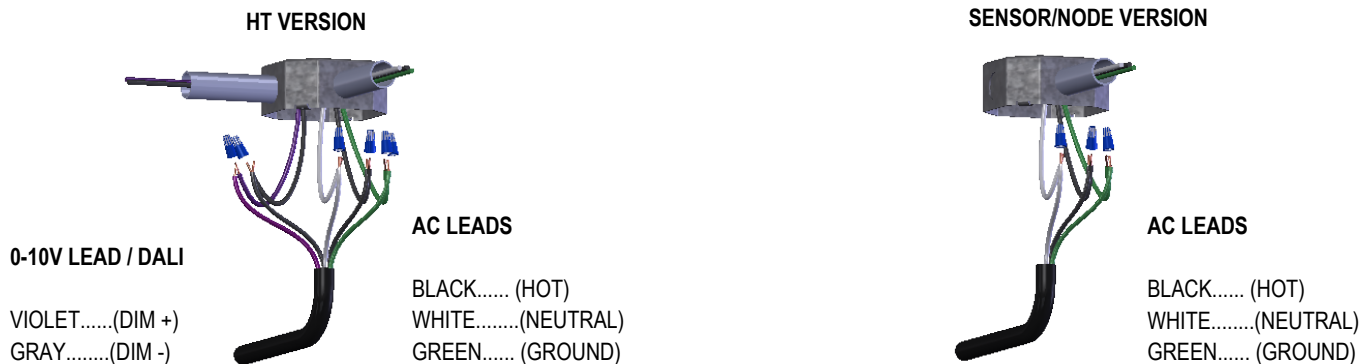 HT VERSION
SENSOR/NODE VERSION
0-10V LEAD / DALI
VIOLET......(DIM +)
GRAY........(DIM -)
AC LEADS
BLACK...... (HOT)
WHITE........(NEUTRAL)
GREEN...... (GROUND)
AC LEADS
BLACK...... (HOT)
WHITE........(NEUTRAL)
GREEN...... (GROUND)